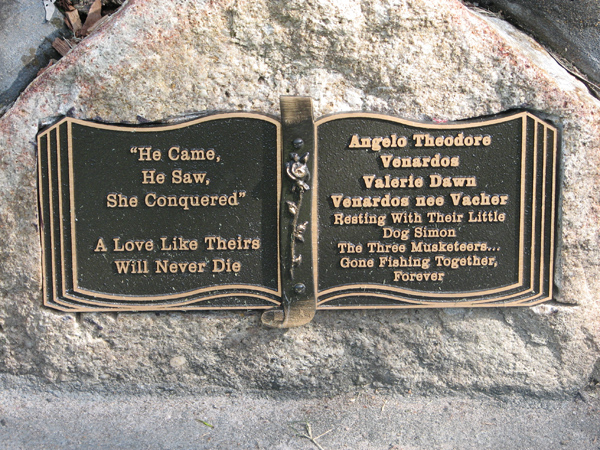 "He Came,
He Saw,
She Conquered"
A Love Like Theirs
Will Never Die
Angelo Theodore
Venardos
Valerie Dawn
Venardos nee Vacher
Resting With Their Little
Dog Simon
The Three Musketeers...
Gone Fishing Together,
Forever